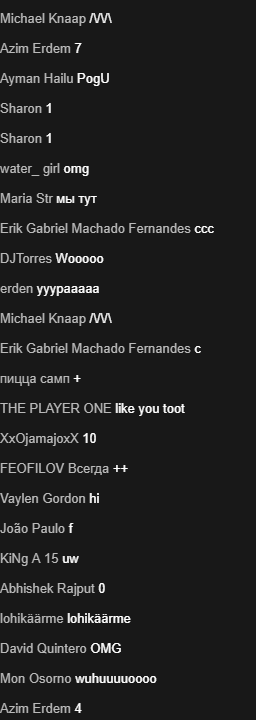 Michael Knaap /\/\/\
Azim Erdem 7
Ayman Hailu PogU
Sharon 1
Sharon 1
water_ girl omg
Maria Str мы тут
Erik Gabriel Machado Fernandes ccc
DJTorres Wooooo
erden yyypaaaaa
Michael Knaap /\/\/\
Erik Gabriel Machado Fernandes c
пицца самп +
THE PLAYER ONE like you toot
XxOjamajoxX 10
FEOFILOV Всегда ++
Vaylen Gordon hi
João Paulo f
KiNg A 15 uw
Abhishek Rajput 0
lohikäärme lohikäärme
David Quintero OMG
Mon Osorno wuhuuuuoooo
Azim Erdem 4